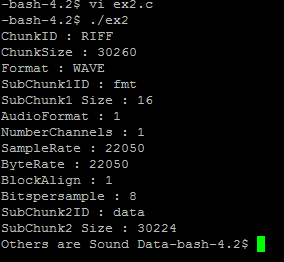 -bash-4.2$ vi ex2.c
-bash-4.2$ ./ex2
ChunkID : RIFF
ChunkSize : 30260
Format : WAVE
SubChunk1ID : fmt
SubChunk1 Size : 16
AudioFormat : 1
NumberChannels : 1
SampleRate : 22050
ByteRate : 22050
BlockAlign : 1
Bitspersample : 8
SubChunk2ID : data
SubChunk2 Size : 30224
Others are Sound Data-bash-4.2$